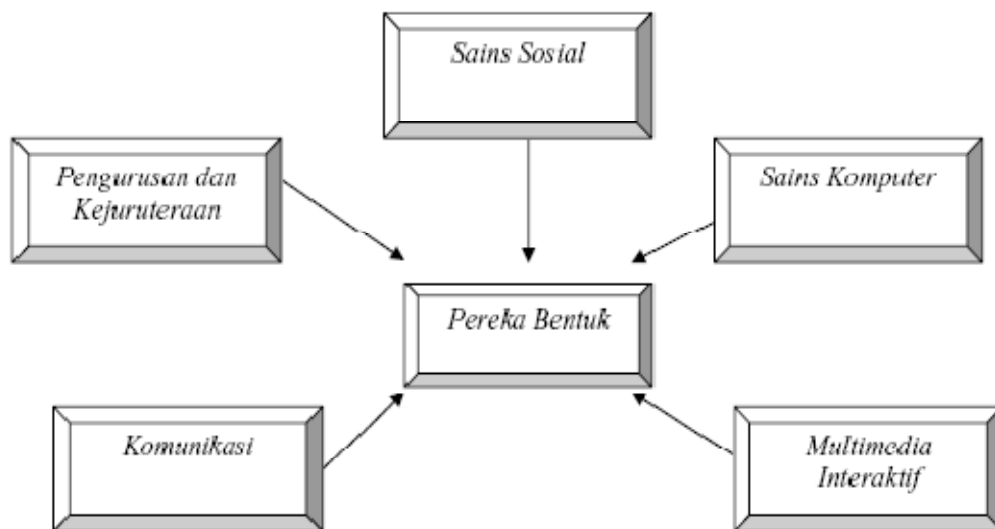 Sains Sosial
Pengurusan dan
Kejuruteraan
Sains Komputer
Pereka Bentuk
Komunikasi
Multimedia
Interaktif